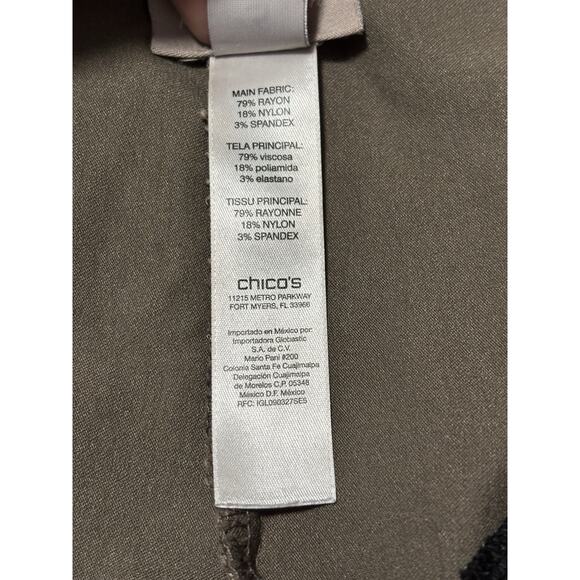 MAIN FABRIC:
79% RAYON
18% NYLON
3% SPANDEX
TELA PRINCIPAL:
79% viscosa
18% poliamida
3% elastano
TISSU PRINCIPAL:
79% RAYONNE
18% NYLON
3% SPANDEX
chico's
11215 METRO PARKWAY
FORT MYERS, FL 33966
Importado en México por:
Importadora Globastic
S.A. de C.V.
Mario Pani #200
Colonia Santa Fe Cuajimalpa
Delegación Cuajimalpa
de Morelos C.P. 05348
México D.F. México
RFC: IGL090327SE5